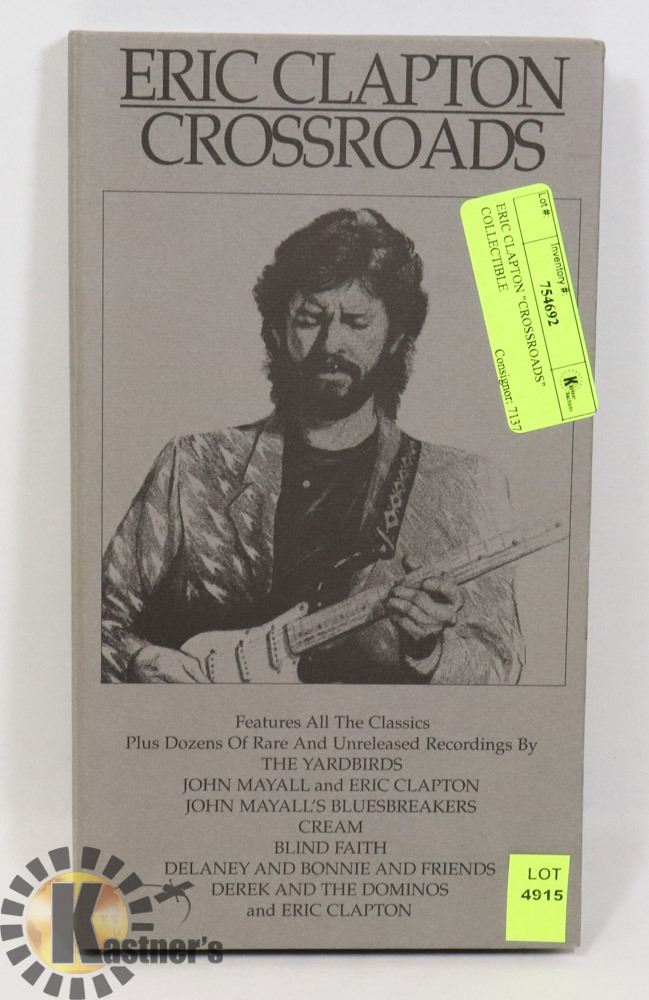 ERIC CLAPTON
CROSSROADS
Lot #:
Inventory #:
754692
ERIC CLAPTON "CROSSROADS"
COLLECTIBLE
Consignor: 7137
Features All The Classics
Plus Dozens Of Rare And Unreleased Recordings By
THE YARDBIRDS
JOHN MAYALL and ERIC CLAPTON
JOHN MAYALL'S BLUESBREAKERS
CREAM
BLIND FAITH
DELANEY AND BONNIE AND FRIENDS
DEREK AND THE DOMINOS
and ERIC CLAPTON
LOT
4915
Kastner's